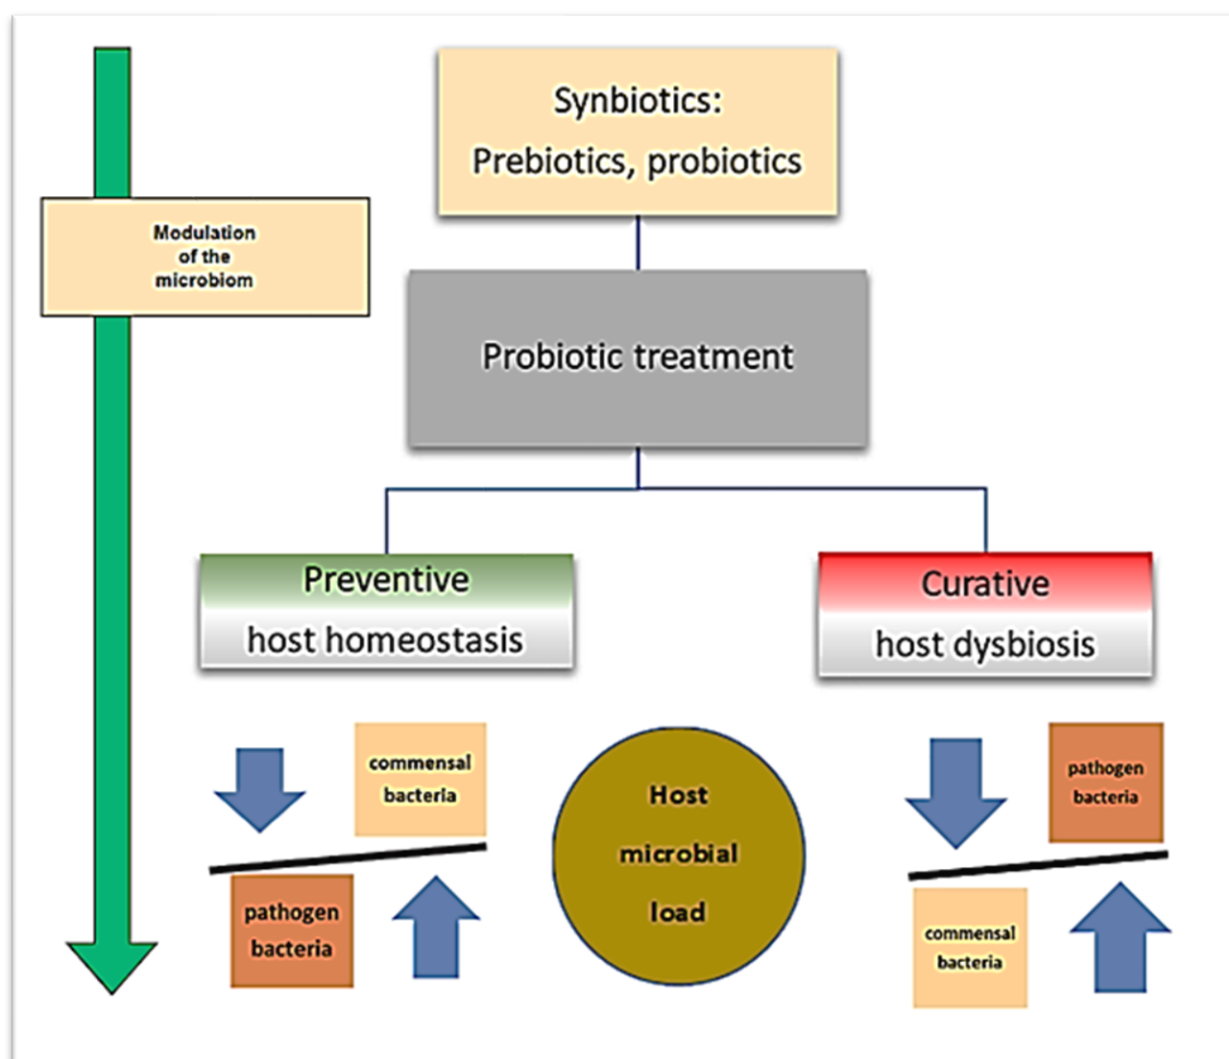 Synbiotics:
Prebiotics, probiotics
Modulation
of the
microbiom
Probiotic treatment
Preventive
host homeostasis
Curative
host dysbiosis
commensal
bacteria
pathogen
bacteria
Host
microbial
load
pathogen
bacteria
commensal
bacteria